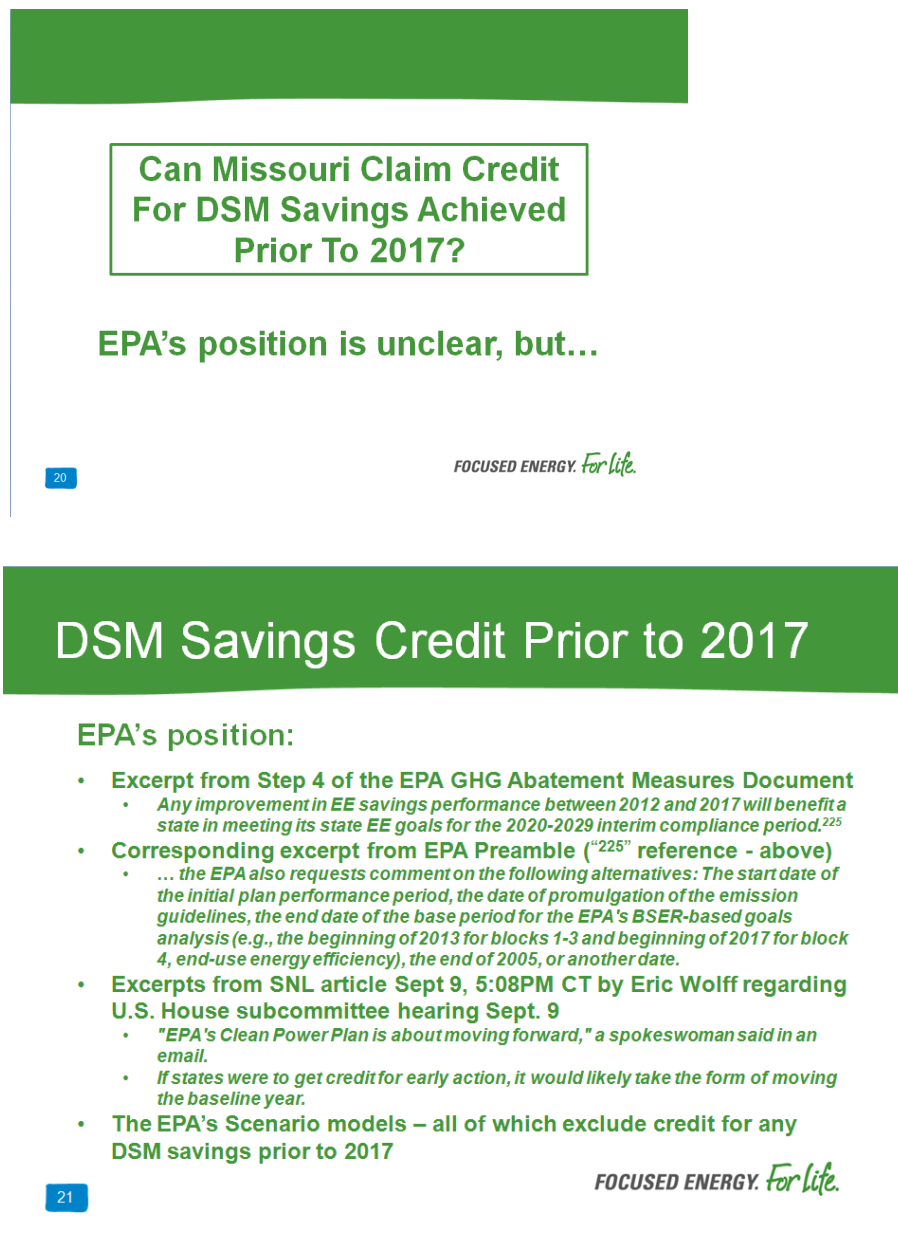 Can Missouri Claim Credit
For DSM Savings Achieved
Prior To 2017?
EPA’s position is unclear, but…
FOCUSED ENERGY. For life.
20
DSM Savings Credit Prior to 2017
EPA’s position:
• Excerpt from Step 4 of the EPA GHG Abatement Measures Document
• Any improvement in EE savings performance between 2012 and 2017 will benefit a
state in meeting its state EE goals for the 2020-2029 interim compliance period.225
• Corresponding excerpt from EPA Preamble (“225” reference - above)
• … the EPA also requests comment on the following alternatives: The start date of
the initial plan performance period, the date of promulgation of the emission
guidelines, the end date of the base period for the EPA's BSER-based goals
analysis (e.g., the beginning of 2013 for blocks 1-3 and beginning of 2017 for block
4, end-use energy efficiency), the end of 2005, or another date.
• Excerpts from SNL article Sept 9, 5:08PM CT by Eric Wolff regarding
U.S. House subcommittee hearing Sept. 9
• "EPA's Clean Power Plan is about moving forward," a spokeswoman said in an
email.
• If states were to get credit for early action, it would likely take the form of moving
the baseline year.
• The EPA’s Scenario models – all of which exclude credit for any
DSM savings prior to 2017
FOCUSED ENERGY. For life.
21